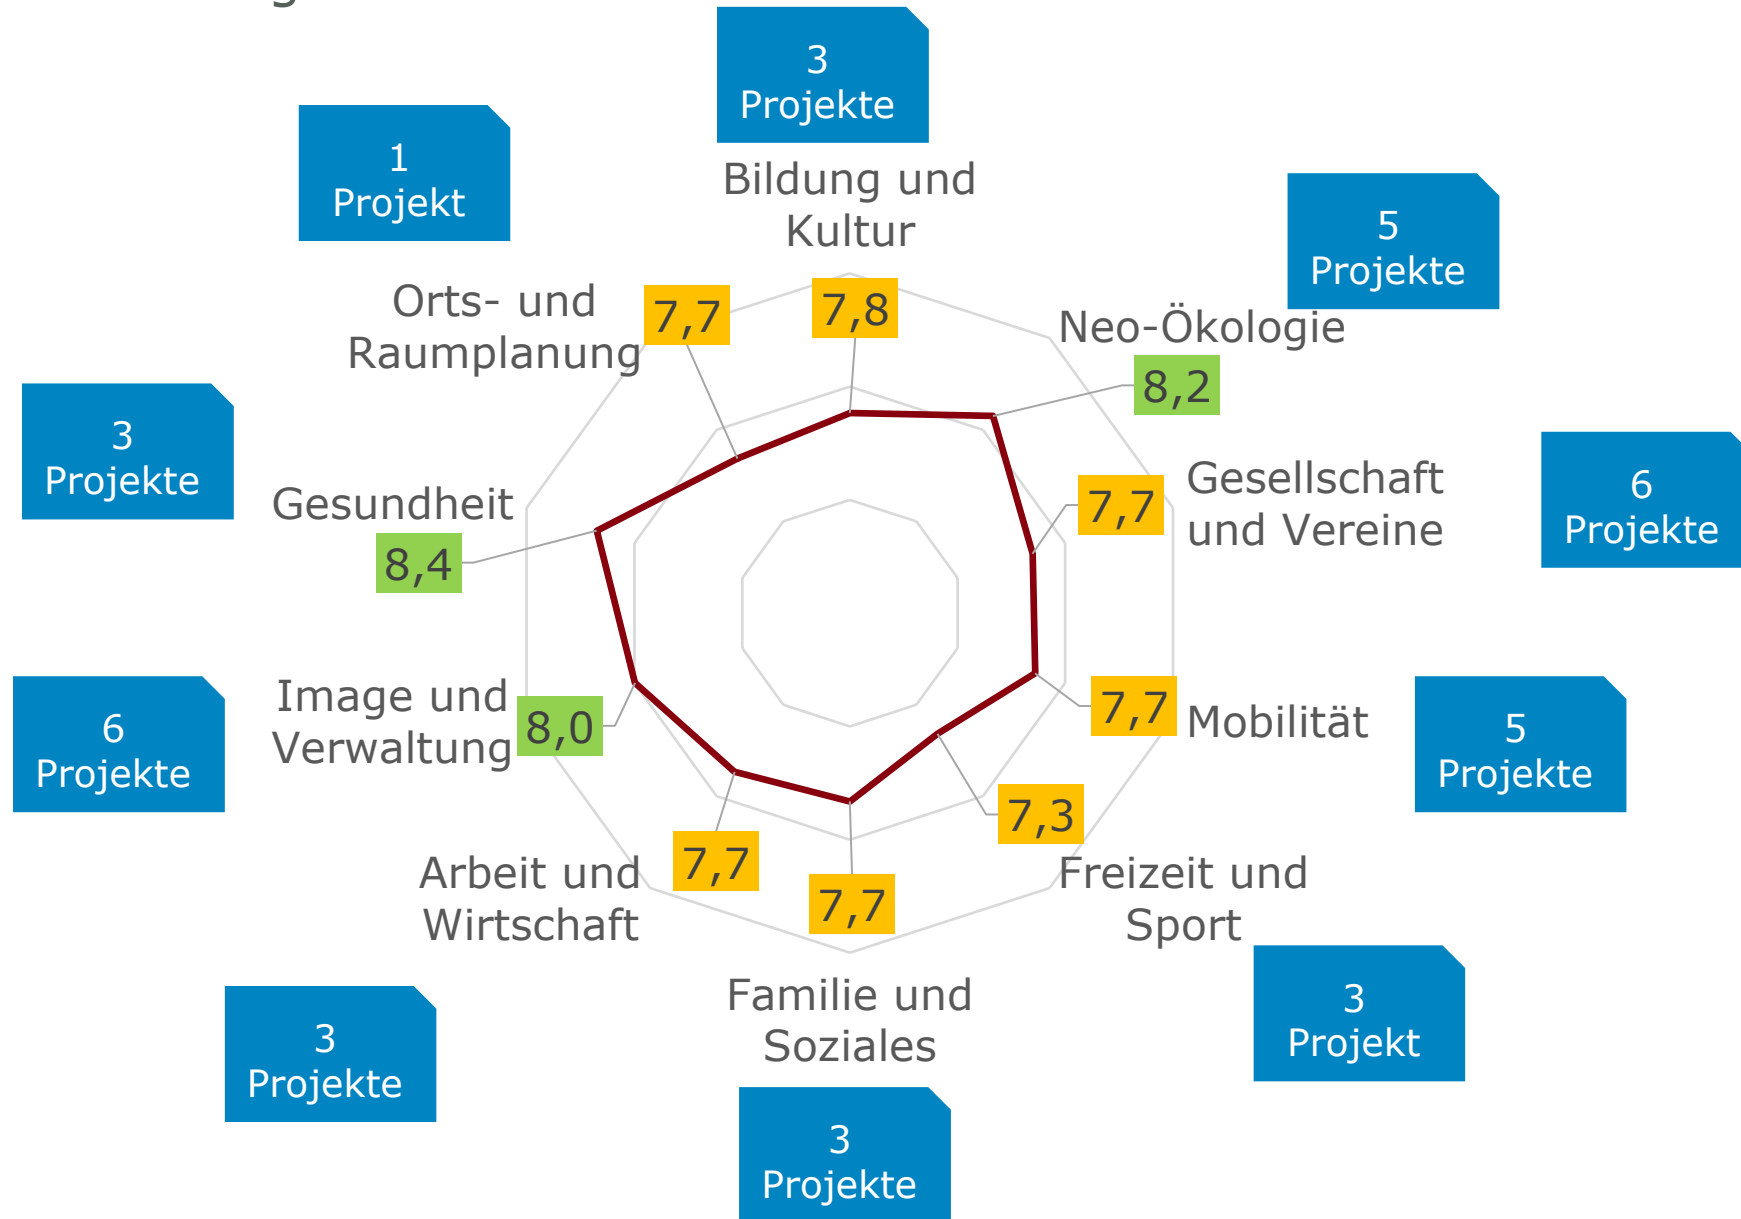 3
Projekte
1
Projekt
Bildung und
Kultur
5
Projekte
Orts- und
Raumplanung
7,7
7,8
Neo-Ökologie
8,2
3
Projekte
Gesundheit
8,4
7,7
Gesellschaft
und Vereine
6
Projekte
6
Projekte
Image und
Verwaltung
8,0
7,7
Mobilität
5
Projekte
7,3
Freizeit und
Sport
Arbeit und
Wirtschaft
7,7
7,7
3
Projekte
Familie und
Soziales
3
Projekt
3
Projekte